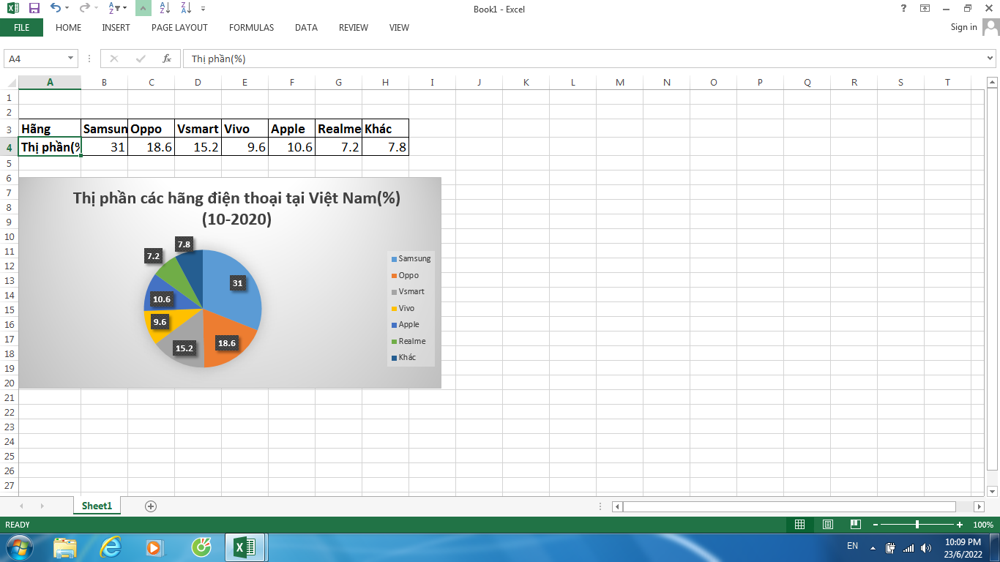 Book1 - Excel
FILE HOME INSERT PAGE LAYOUT FORMULAS DATA REVIEW VIEW
Sign in
A4 fx Thị phần(%)
A B C D E F G H I J K L M N O P Q R S T
1
2
3 Hãng Samsun Oppo Vsmart Vivo Apple Realme Khác
4 Thị phần(% 31 18.6 15.2 9.6 10.6 7.2 7.8
5
6
7
8
9
10
11
12
13
14
15
16
17
18
19
20
21
22
23
24
25
26
27
Thị phần các hãng điện thoại tại Việt Nam(%)
(10-2020)
7.8
7.2
31
10.6
9.6
18.6
15.2
Samsung
Oppo
Vsmart
Vivo
Apple
Realme
Khác
Sheet1
READY
100%
EN
10:09 PM
23/6/2022